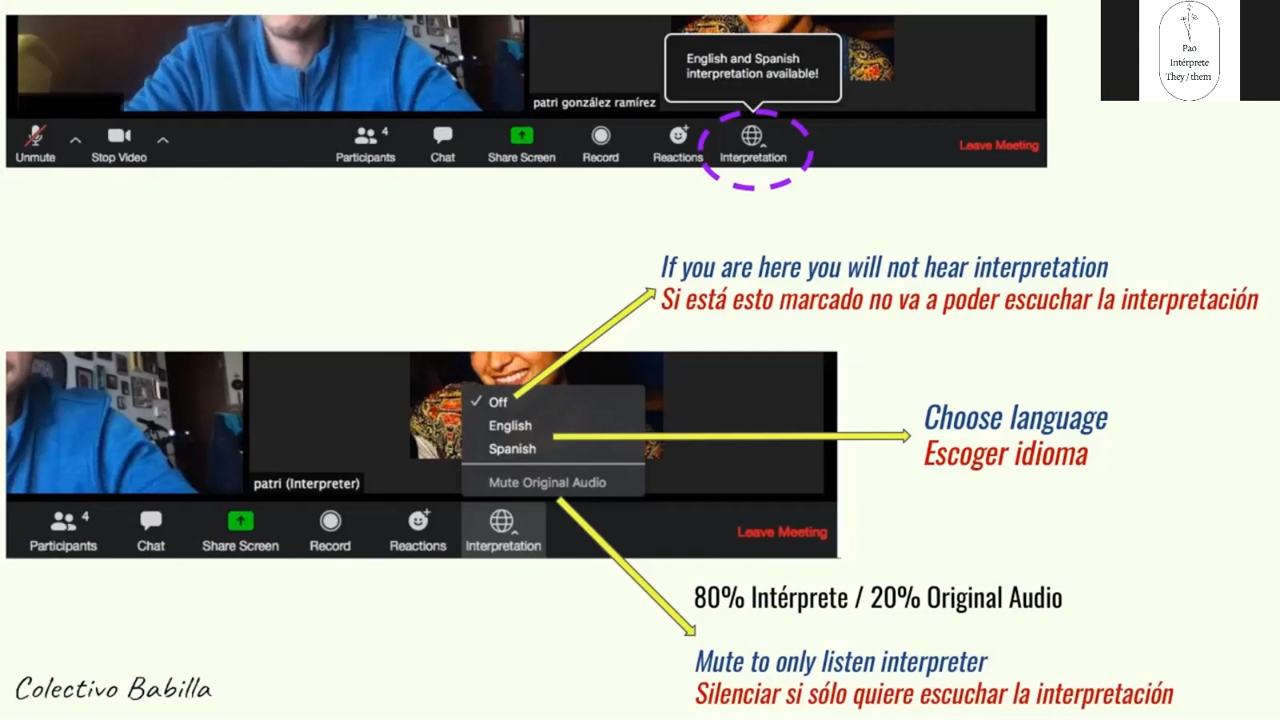 Pao
Intérprete
They/them
English and Spanish
interpretation available!
patri gonzález ramírez
4
Unmute
Stop Video
Participants
Chat
Share Screen
Record
Reactions
Interpretation
Leave Meeting
If you are here you will not hear interpretation
Si está esto marcado no va a poder escuchar la interpretación
Off
English
Spanish
Mute Original Audio
Choose language
Escoger idioma
patri (Interpreter)
4
Participants
Chat
Share Screen
Record
Reactions
Interpretation
Leave Meeting
80% Intérprete / 20% Original Audio
Mute to only listen interpreter
Silenciar si sólo quiere escuchar la interpretación
Colectivo Babilla